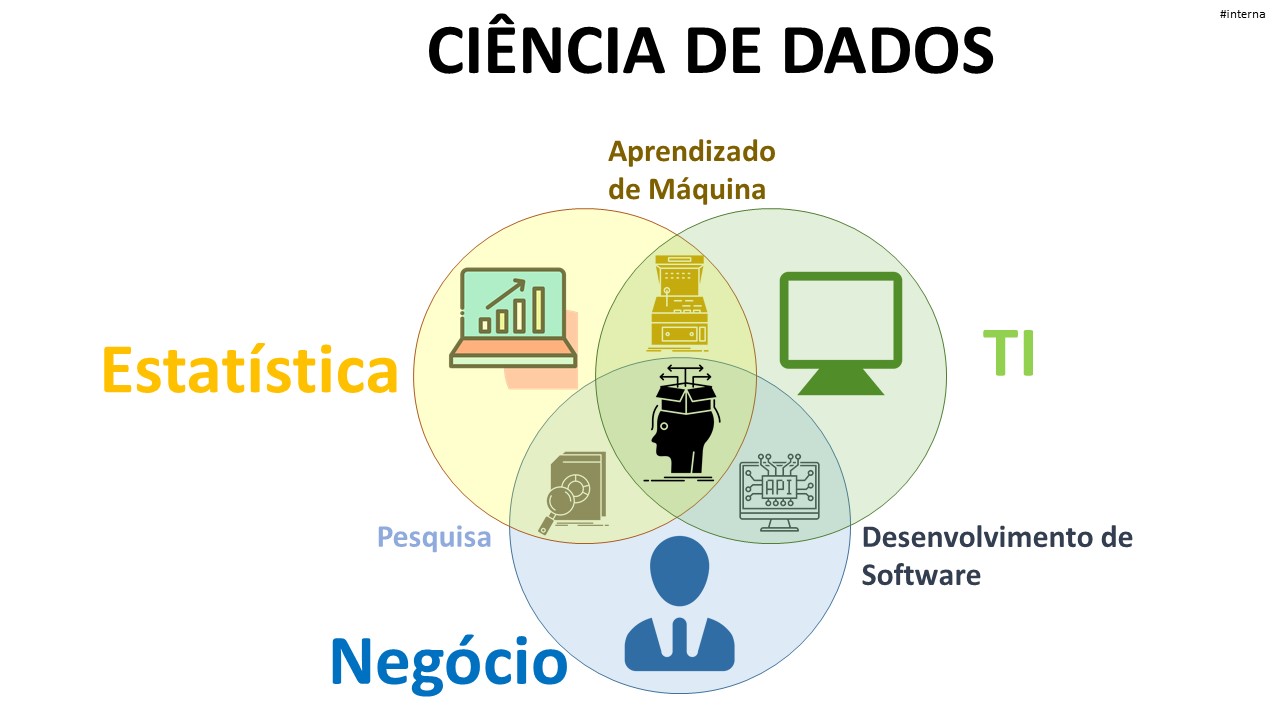 #interna
CIÊNCIA DE DADOS
Aprendizado
de Máquina
Estatística
TI
API
Pesquisa
Desenvolvimento de
Software
Negócio